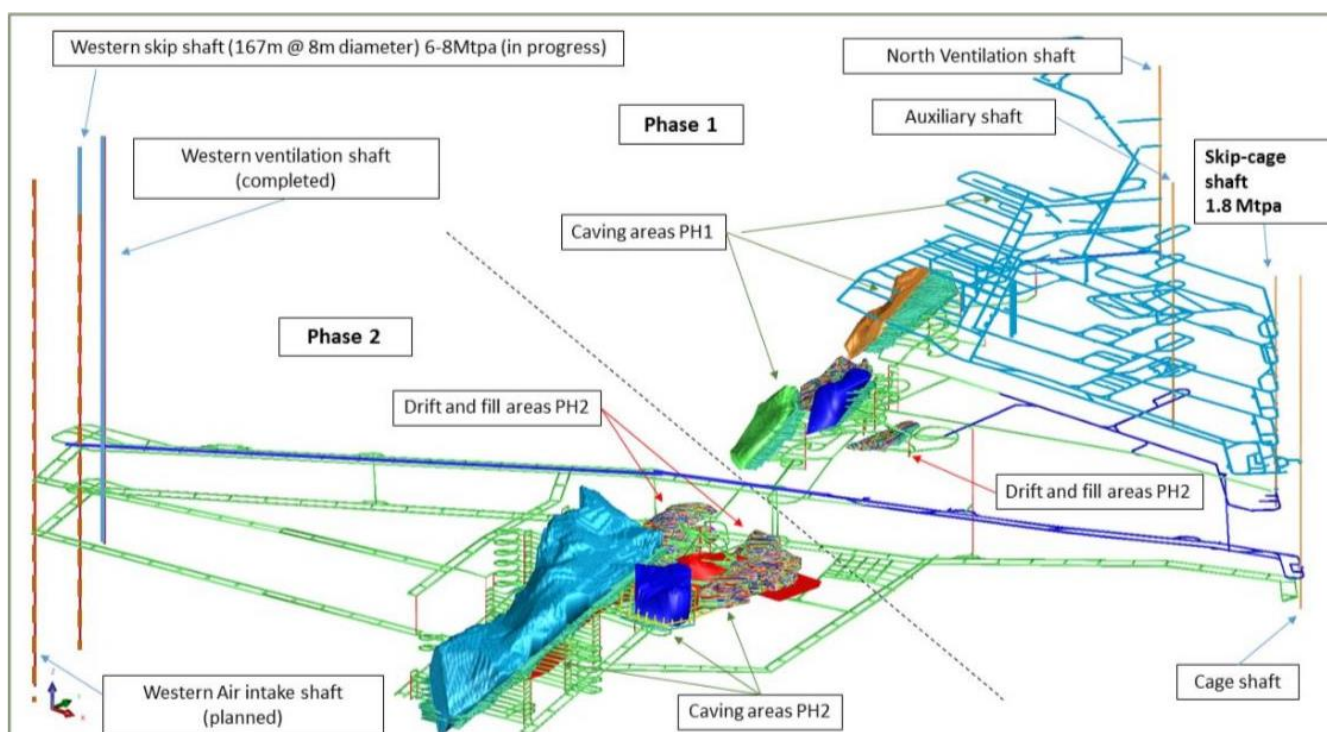 Western skip shaft (167m @ 8m diameter) 6-8Mtpa (in progress)
North Ventilation shaft
Phase 1
Auxiliary shaft
Western ventilation shaft
(completed)
Skip-cage
shaft
1.8 Mtpa
Caving areas PH1
Phase 2
Drift and fill areas PH2
Drift and fill areas PH2
Western Air intake shaft
(planned)
Caving areas PH2
Cage shaft